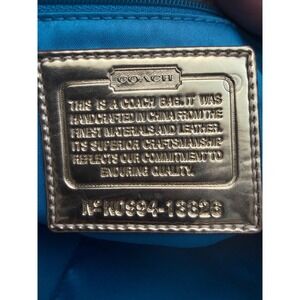 COACH
THIS IS A COACH BAG. IT WAS
HANDCRAFTED IN CHINA FROM THE
FINEST MATERIALS AND LEATHER.
ITS SUPERIOR CRAFTSMANSHIP
REFLECTS OUR COMMITMENT TO
ENDURING QUALITY.
Nº K0994-18826